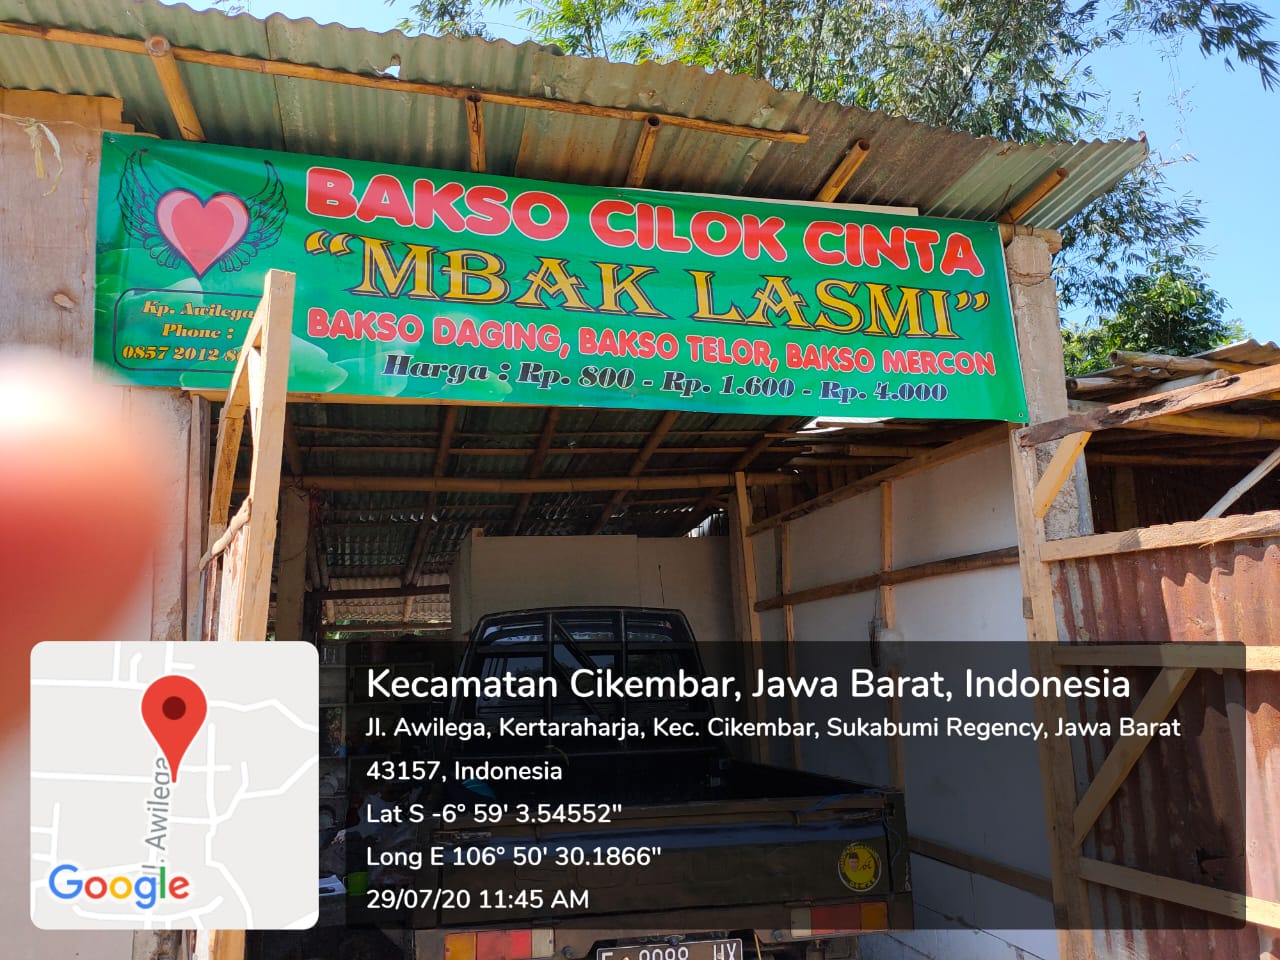 BAKSO CILOK CINTA
"MBAK LASMI"
BAKSO DAGING, BAKSO TELOR, BAKSO MERCON
Harga : Rp. 800 - Rp. 1.600 - Rp. 4.000
Kp. Awilega
Phone :
0857 2012
Kecamatan Cikembar, Jawa Barat, Indonesia
Jl. Awilega, Kertaraharja, Kec. Cikembar, Sukabumi Regency, Jawa Barat
43157, Indonesia
Lat S -6° 59' 3.54552"
Long E 106° 50' 30.1866"
29/07/20 11:45 AM
Jl. Awilega
Google